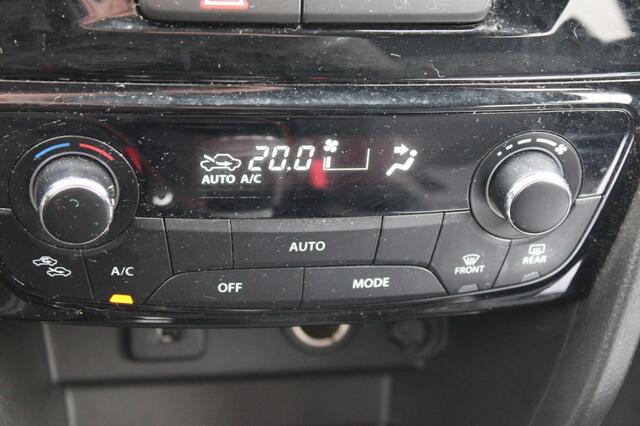 20.0
AUTO A/C
AUTO
A/C
OFF
MODE
FRONT
REAR